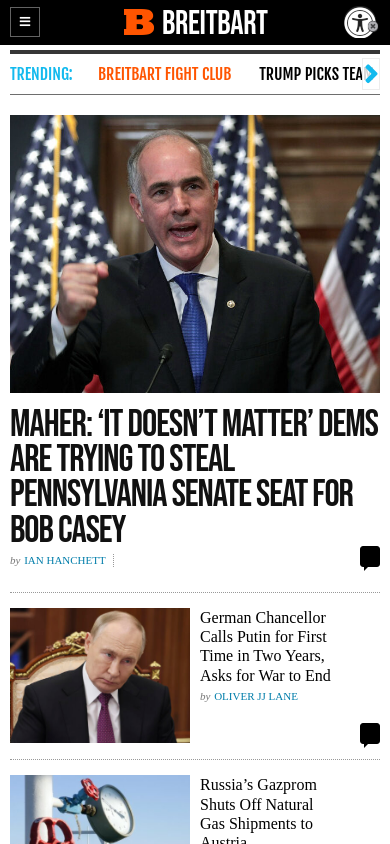 BREITBART
TRENDING:
BREITBART FIGHT CLUB
TRUMP PICKS TEA
MAHER: ‘IT DOESN’T MATTER’ DEMS
ARE TRYING TO STEAL
PENNSYLVANIA SENATE SEAT FOR
BOB CASEY
by IAN HANCHETT
German Chancellor
Calls Putin for First
Time in Two Years,
Asks for War to End
by OLIVER JJ LANE
Russia’s Gazprom
Shuts Off Natural
Gas Shipments to
Austria